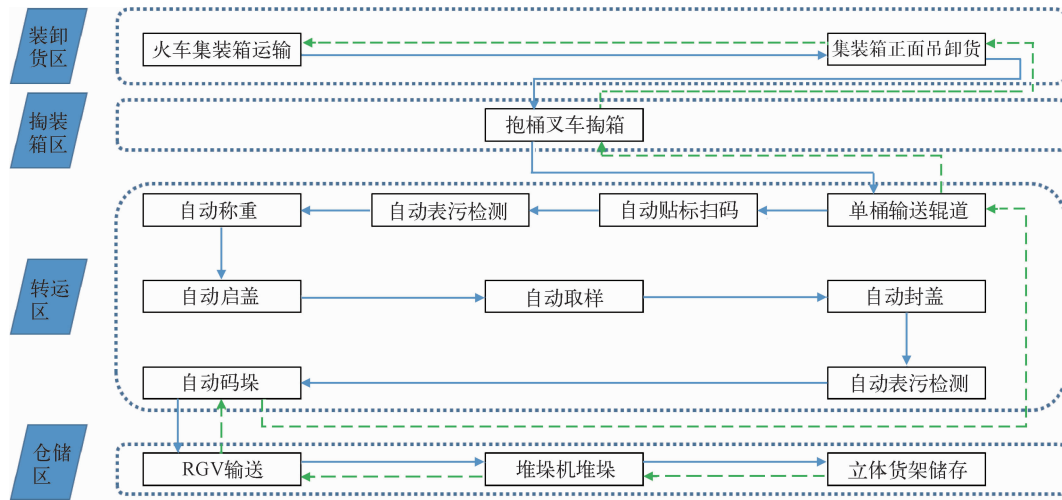 装卸
货区
火车集装箱运输
集装箱正面吊卸货
掏装
箱区
抱桶叉车掏箱
转运
区
自动称重
自动表污检测
自动贴标扫码
单桶输送辊道
自动启盖
自动取样
自动封盖
自动码垛
自动表污检测
仓储
区
RGV输送
堆垛机堆垛
立体货架储存